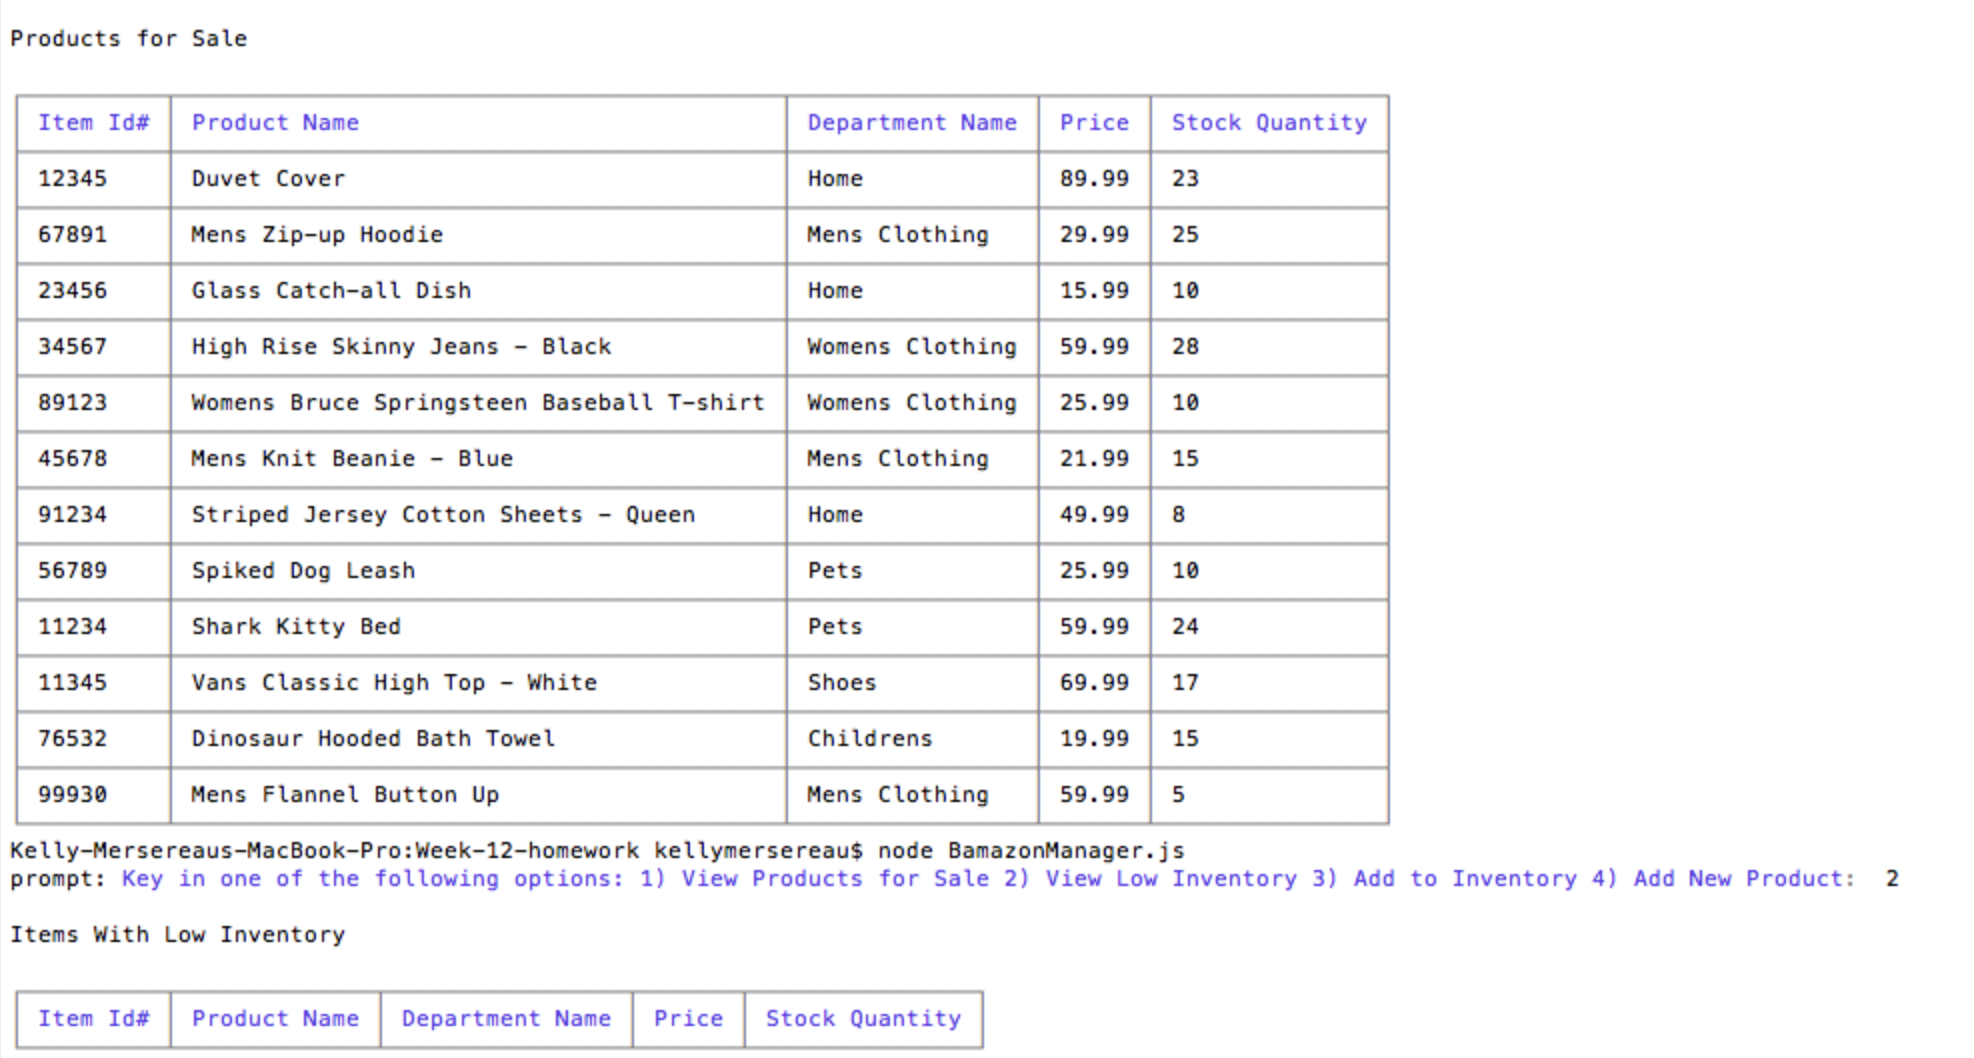 Products for Sale
Item Id# Product Name Department Name Price Stock Quantity
12345 Duvet Cover Home 89.99 23
67891 Mens Zip-up Hoodie Mens Clothing 29.99 25
23456 Glass Catch-all Dish Home 15.99 10
34567 High Rise Skinny Jeans - Black Womens Clothing 59.99 28
89123 Womens Bruce Springsteen Baseball T-shirt Womens Clothing 25.99 10
45678 Mens Knit Beanie - Blue Mens Clothing 21.99 15
91234 Striped Jersey Cotton Sheets - Queen Home 49.99 8
56789 Spiked Dog Leash Pets 25.99 10
11234 Shark Kitty Bed Pets 59.99 24
11345 Vans Classic High Top - White Shoes 69.99 17
76532 Dinosaur Hooded Bath Towel Childrens 19.99 15
99930 Mens Flannel Button Up Mens Clothing 59.99 5
Kelly-Mersereaus-MacBook-Pro:Week-12-homework kellymersereau$ node BamazonManager.js
prompt: Key in one of the following options: 1) View Products for Sale 2) View Low Inventory 3) Add to Inventory 4) Add New Product: 2
Items With Low Inventory
Item Id# Product Name Department Name Price Stock Quantity